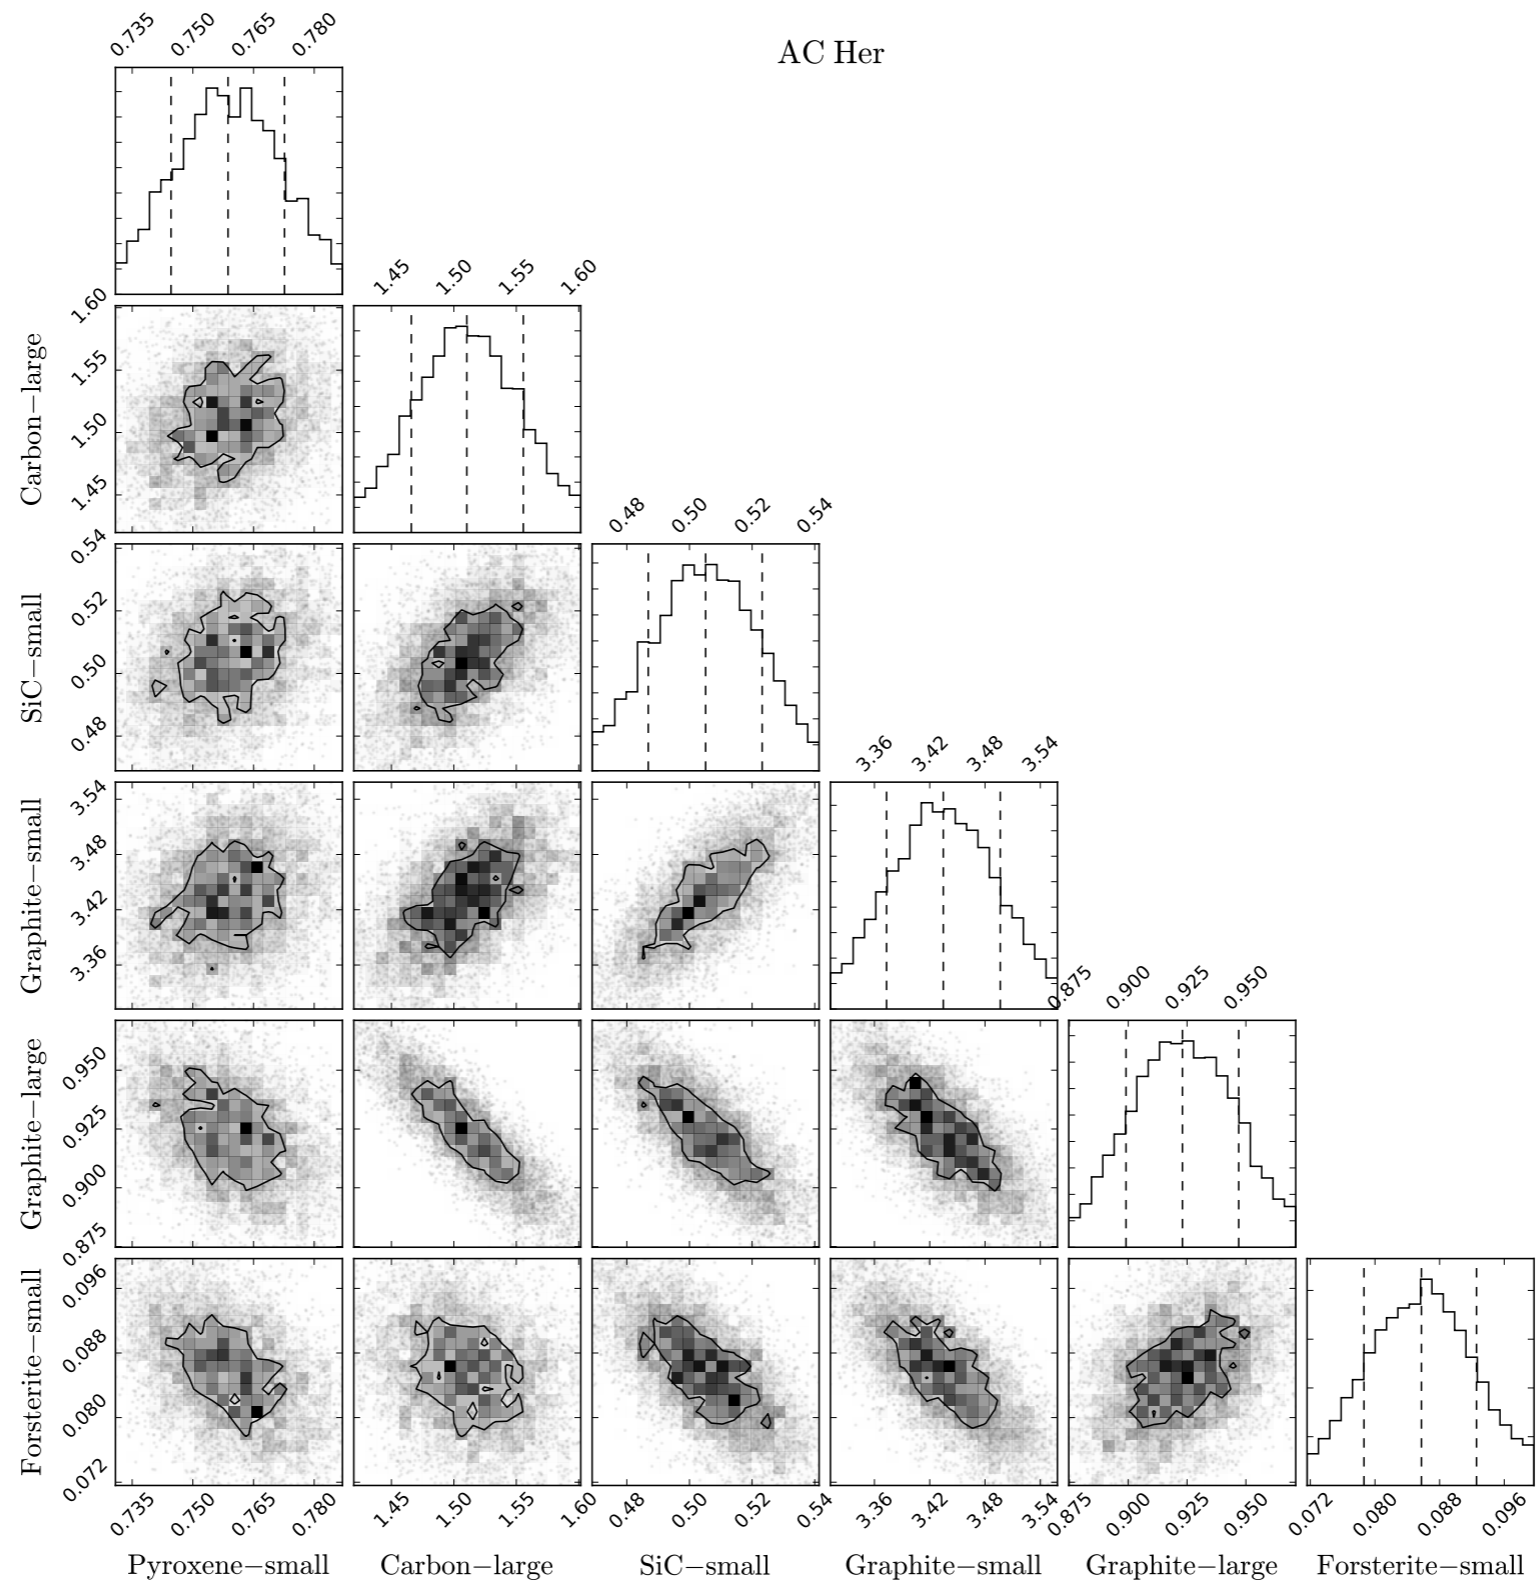 AC Her
0.735 0.750 0.765 0.780
1.45 1.50 1.55 1.60
Carbon−large
1.60
1.55
1.50
1.45
0.48 0.50 0.52 0.54
SiC−small
0.54
0.52
0.50
0.48
3.36 3.42 3.48 3.54
Graphite−small
3.54
3.48
3.42
3.36
0.875 0.900 0.925 0.950
Graphite−large
0.950
0.925
0.900
0.875
Forsterite−small
0.096
0.088
0.080
0.072
0.735 0.750 0.765 0.780 1.45 1.50 1.55 1.60 0.48 0.50 0.52 0.54 3.36 3.42 3.48 3.54 0.875 0.900 0.925 0.950 0.072 0.080 0.088 0.096
Pyroxene−small Carbon−large SiC−small Graphite−small Graphite−large Forsterite−small